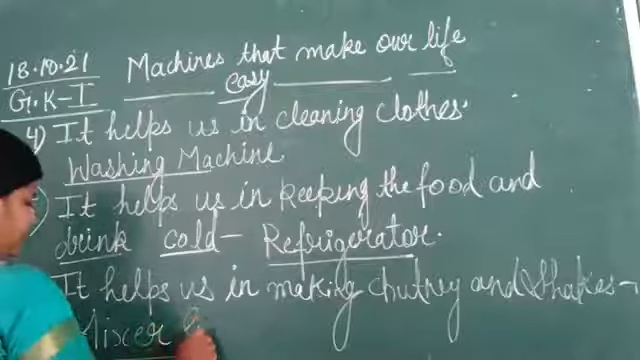 18.10.21 Machines that make our life
G.K-I easy
4) It helps us in cleaning clothes.
Washing Machine
It helps us in keeping the food and
drink cold - Refrigerator.
It helps us in making chutney and Shakes-
Mixer